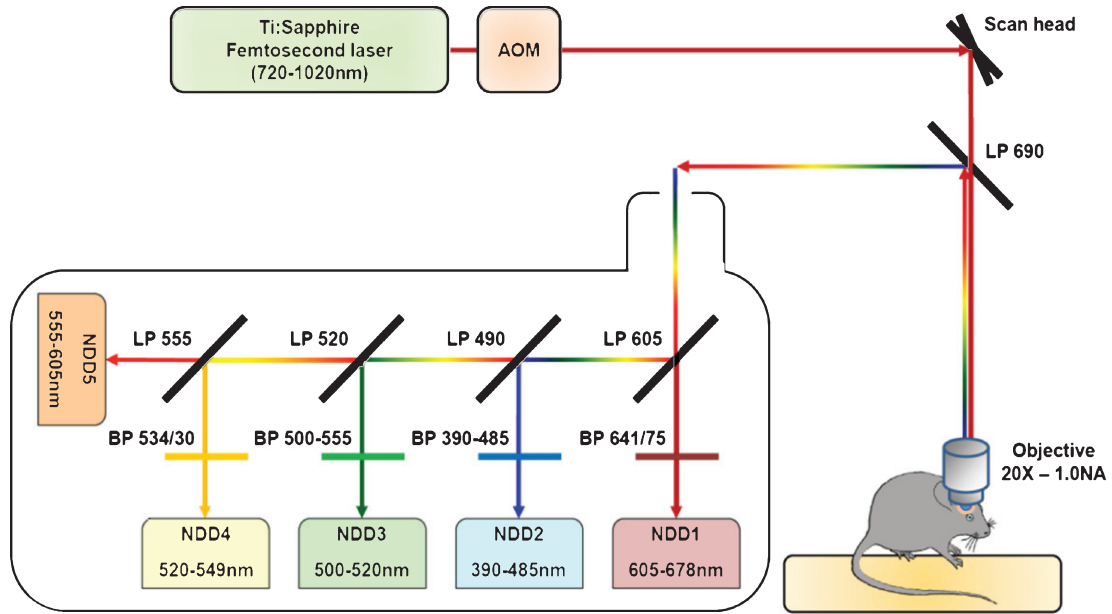 Ti:Sapphire
Femtosecond laser
(720-1020nm)
AOM
Scan head
LP 690
LP 555
LP 520
LP 490
LP 605
NDD5
555-605nm
BP 534/30
BP 500-555
BP 390-485
BP 641/75
Objective
20X – 1.0NA
NDD4
520-549nm
NDD3
500-520nm
NDD2
390-485nm
NDD1
605-678nm